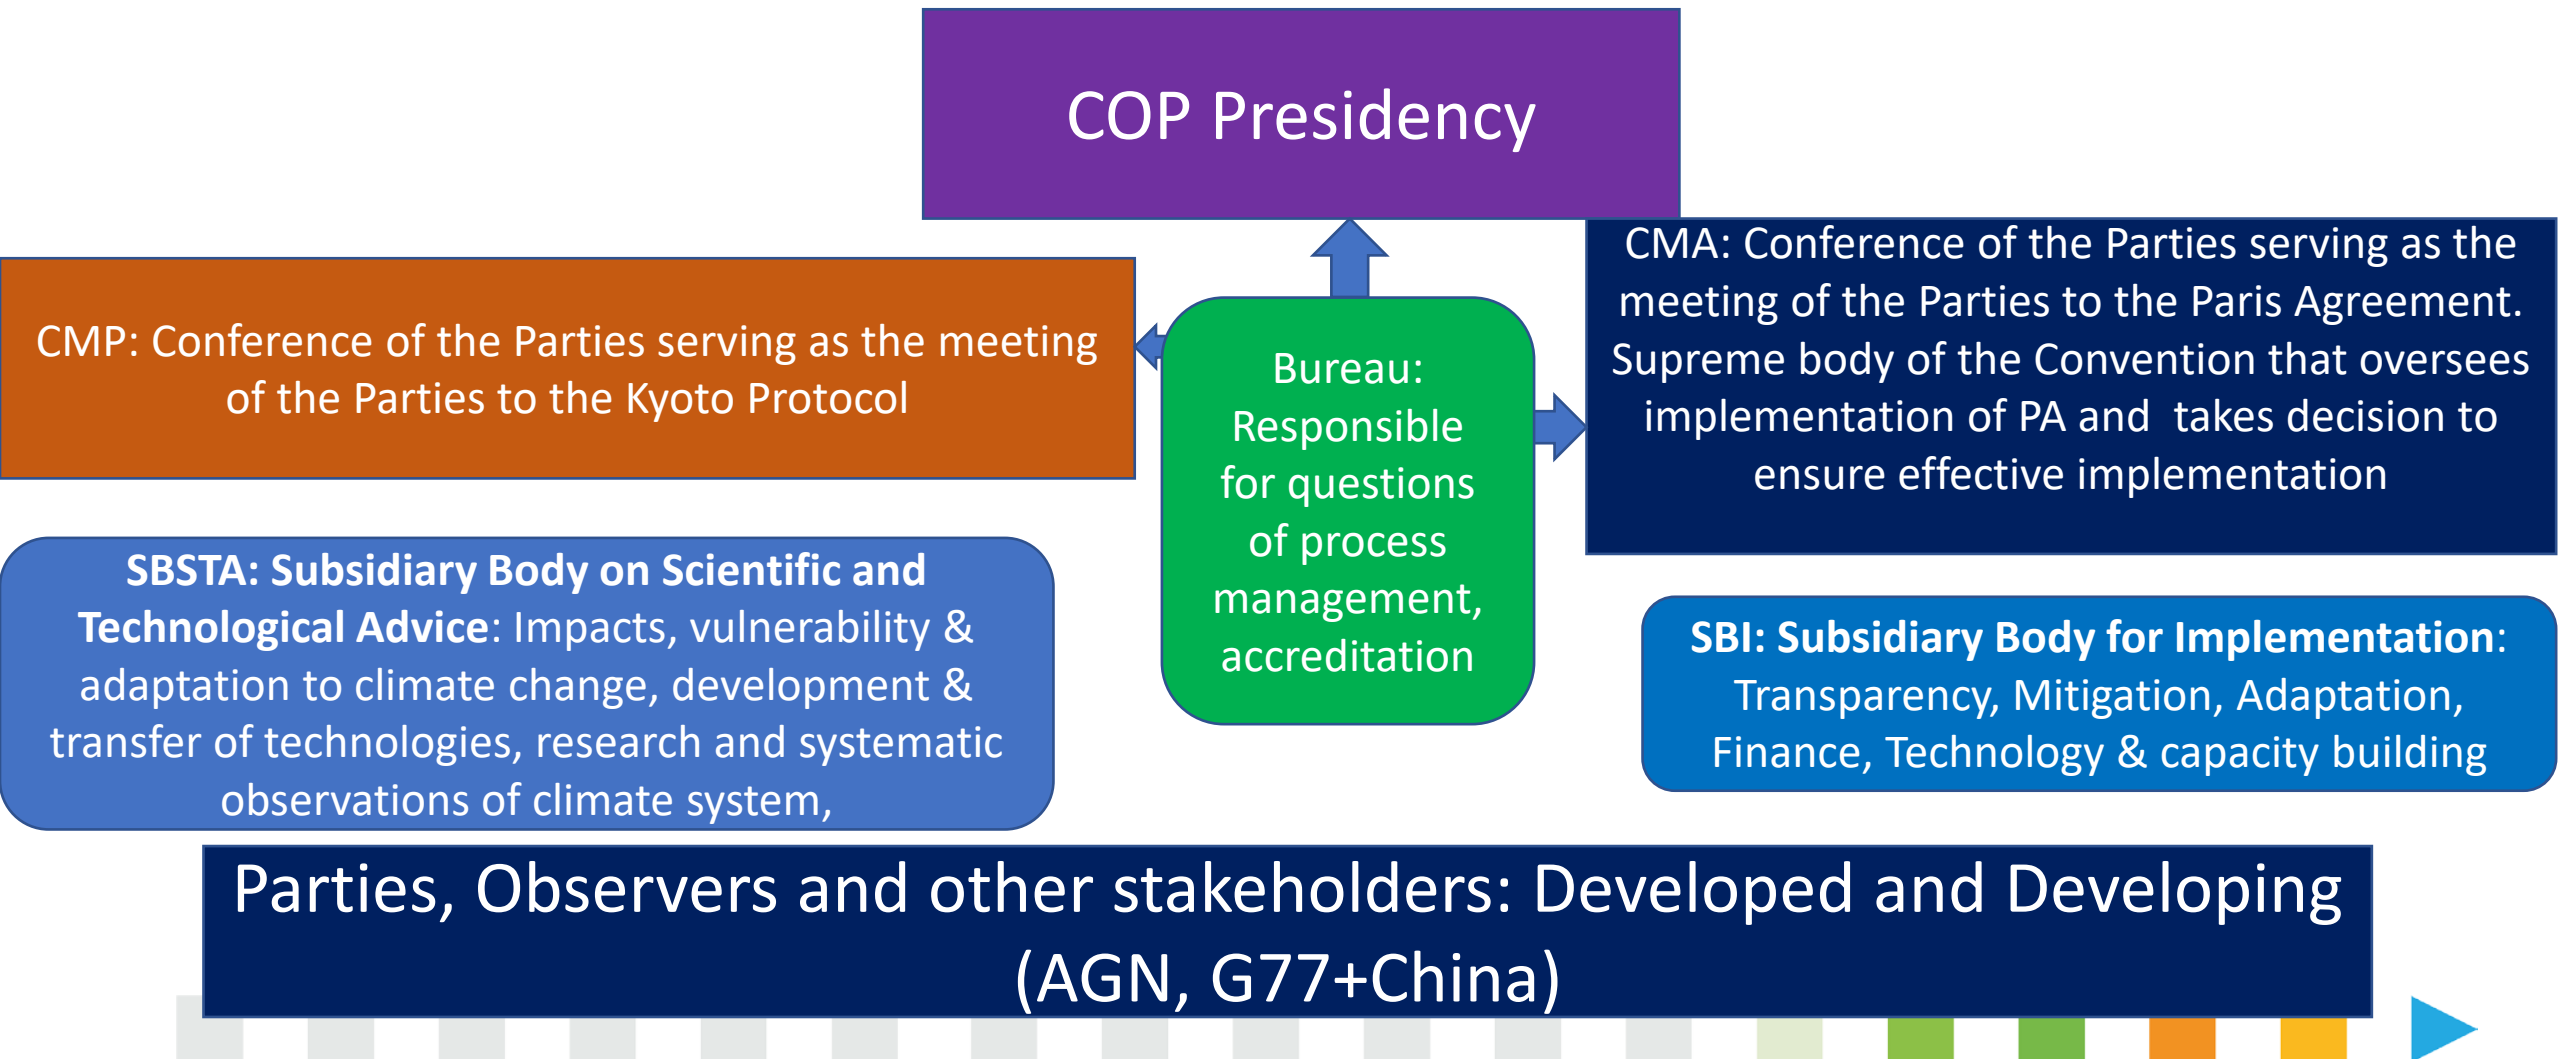 COP Presidency
CMP: Conference of the Parties serving as the meeting
of the Parties to the Kyoto Protocol
Bureau:
Responsible
for questions
of process
management,
accreditation
CMA: Conference of the Parties serving as the
meeting of the Parties to the Paris Agreement.
Supreme body of the Convention that oversees
implementation of PA and  takes decision to
ensure effective implementation
SBSTA: Subsidiary Body on Scientific and
Technological Advice: Impacts, vulnerability &
adaptation to climate change, development &
transfer of technologies, research and systematic
observations of climate system,
SBI: Subsidiary Body for Implementation:
Transparency, Mitigation, Adaptation,
Finance, Technology & capacity building
Parties, Observers and other stakeholders: Developed and Developing
(AGN, G77+China)